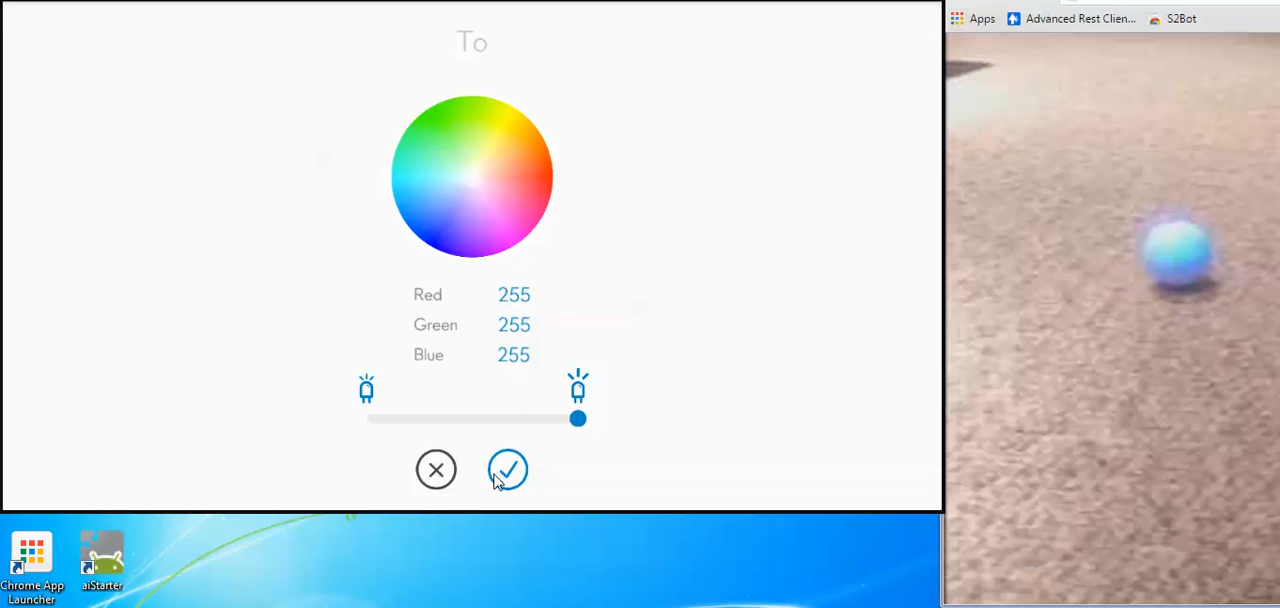 To
Red 255
Green 255
Blue 255
Apps Advanced Rest Clien... S2Bot
Chrome App
Launcher
aiStarter